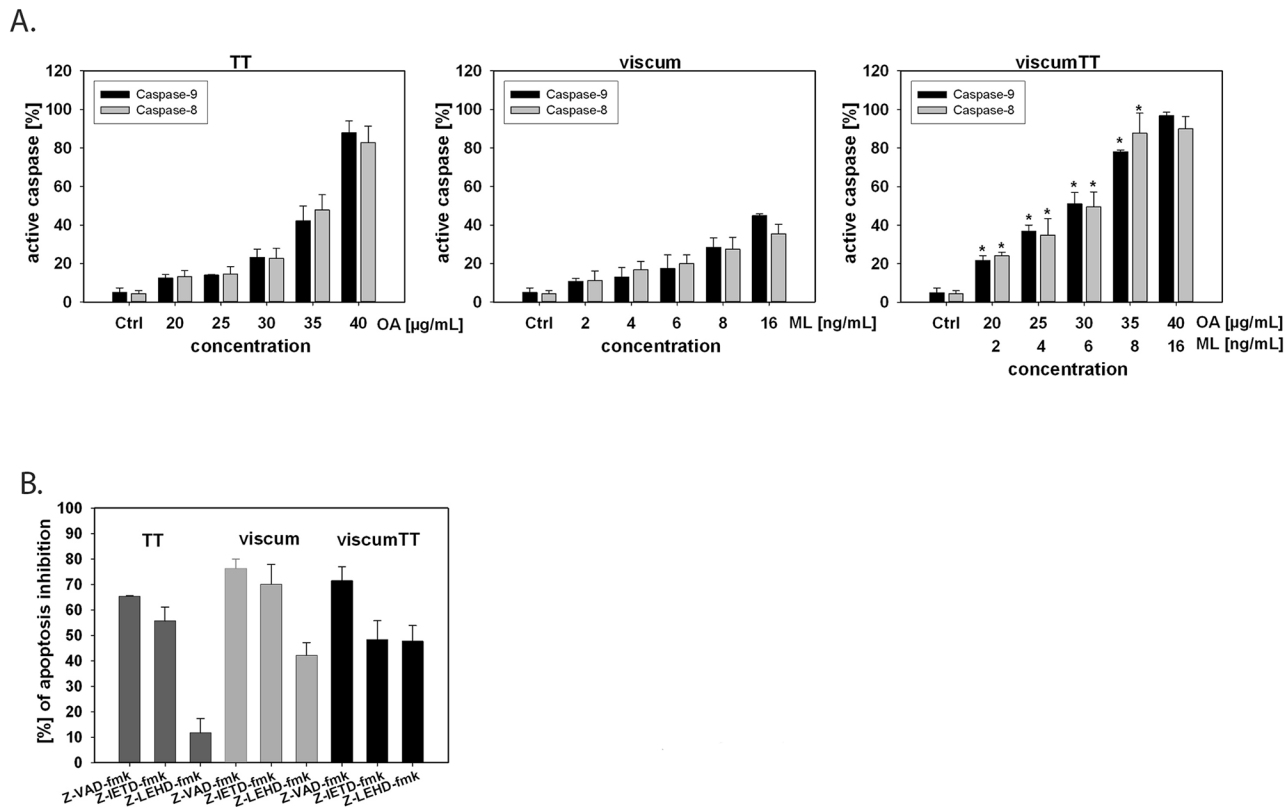 A.
TT
active caspase [%]
120
100
80
60
40
20
0
Caspase-9
Caspase-8
Ctrl 20 25 30 35 40 OA [µg/mL]
concentration
viscum
active caspase [%]
120
100
80
60
40
20
0
Caspase-9
Caspase-8
Ctrl 2 4 6 8 16 ML [ng/mL]
concentration
viscumTT
active caspase [%]
120
100
80
60
40
20
0
Caspase-9
Caspase-8
* * * * * * * *
Ctrl 20 25 30 35 40 OA [µg/mL]
2 4 6 8 16 ML [ng/mL]
concentration
B.
[%] of apoptosis inhibition
100
90
80
70
60
50
40
30
20
10
0
TT viscum viscumTT
Z-VAD-fmk
Z-IETD-fmk
Z-LEHD-fmk
Z-VAD-fmk
Z-IETD-fmk
Z-LEHD-fmk
Z-VAD-fmk
Z-IETD-fmk
Z-LEHD-fmk